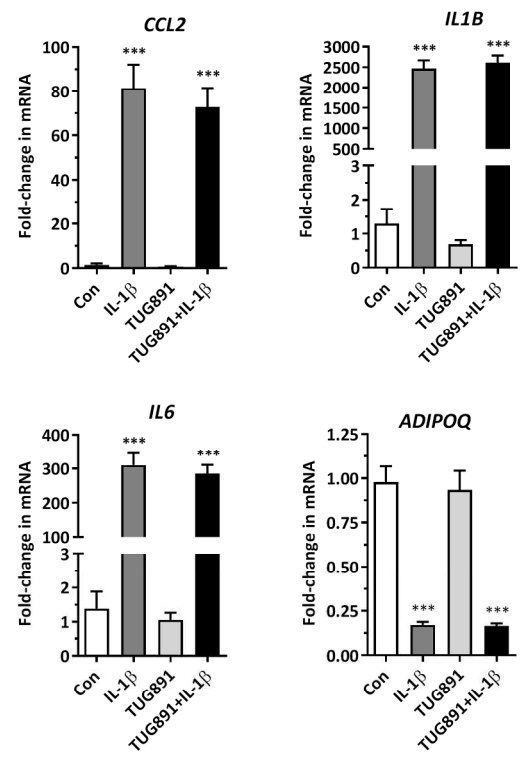 CCL2
Fold-change in mRNA
100
80
60
40
20
0
***
***
Con
IL-1β
TUG891
TUG891+IL-1β
IL1B
Fold-change in mRNA
3000
2500
2000
1500
1000
500
3
2
1
0
***
***
Con
IL-1β
TUG891
TUG891+IL-1β
IL6
Fold-change in mRNA
400
300
200
100
3
2
1
0
***
***
Con
IL-1β
TUG891
TUG891+IL-1β
ADIPOQ
Fold-change in mRNA
1.25
1.00
0.75
0.50
0.25
0.00
***
***
Con
IL-1β
TUG891
TUG891+IL-1β